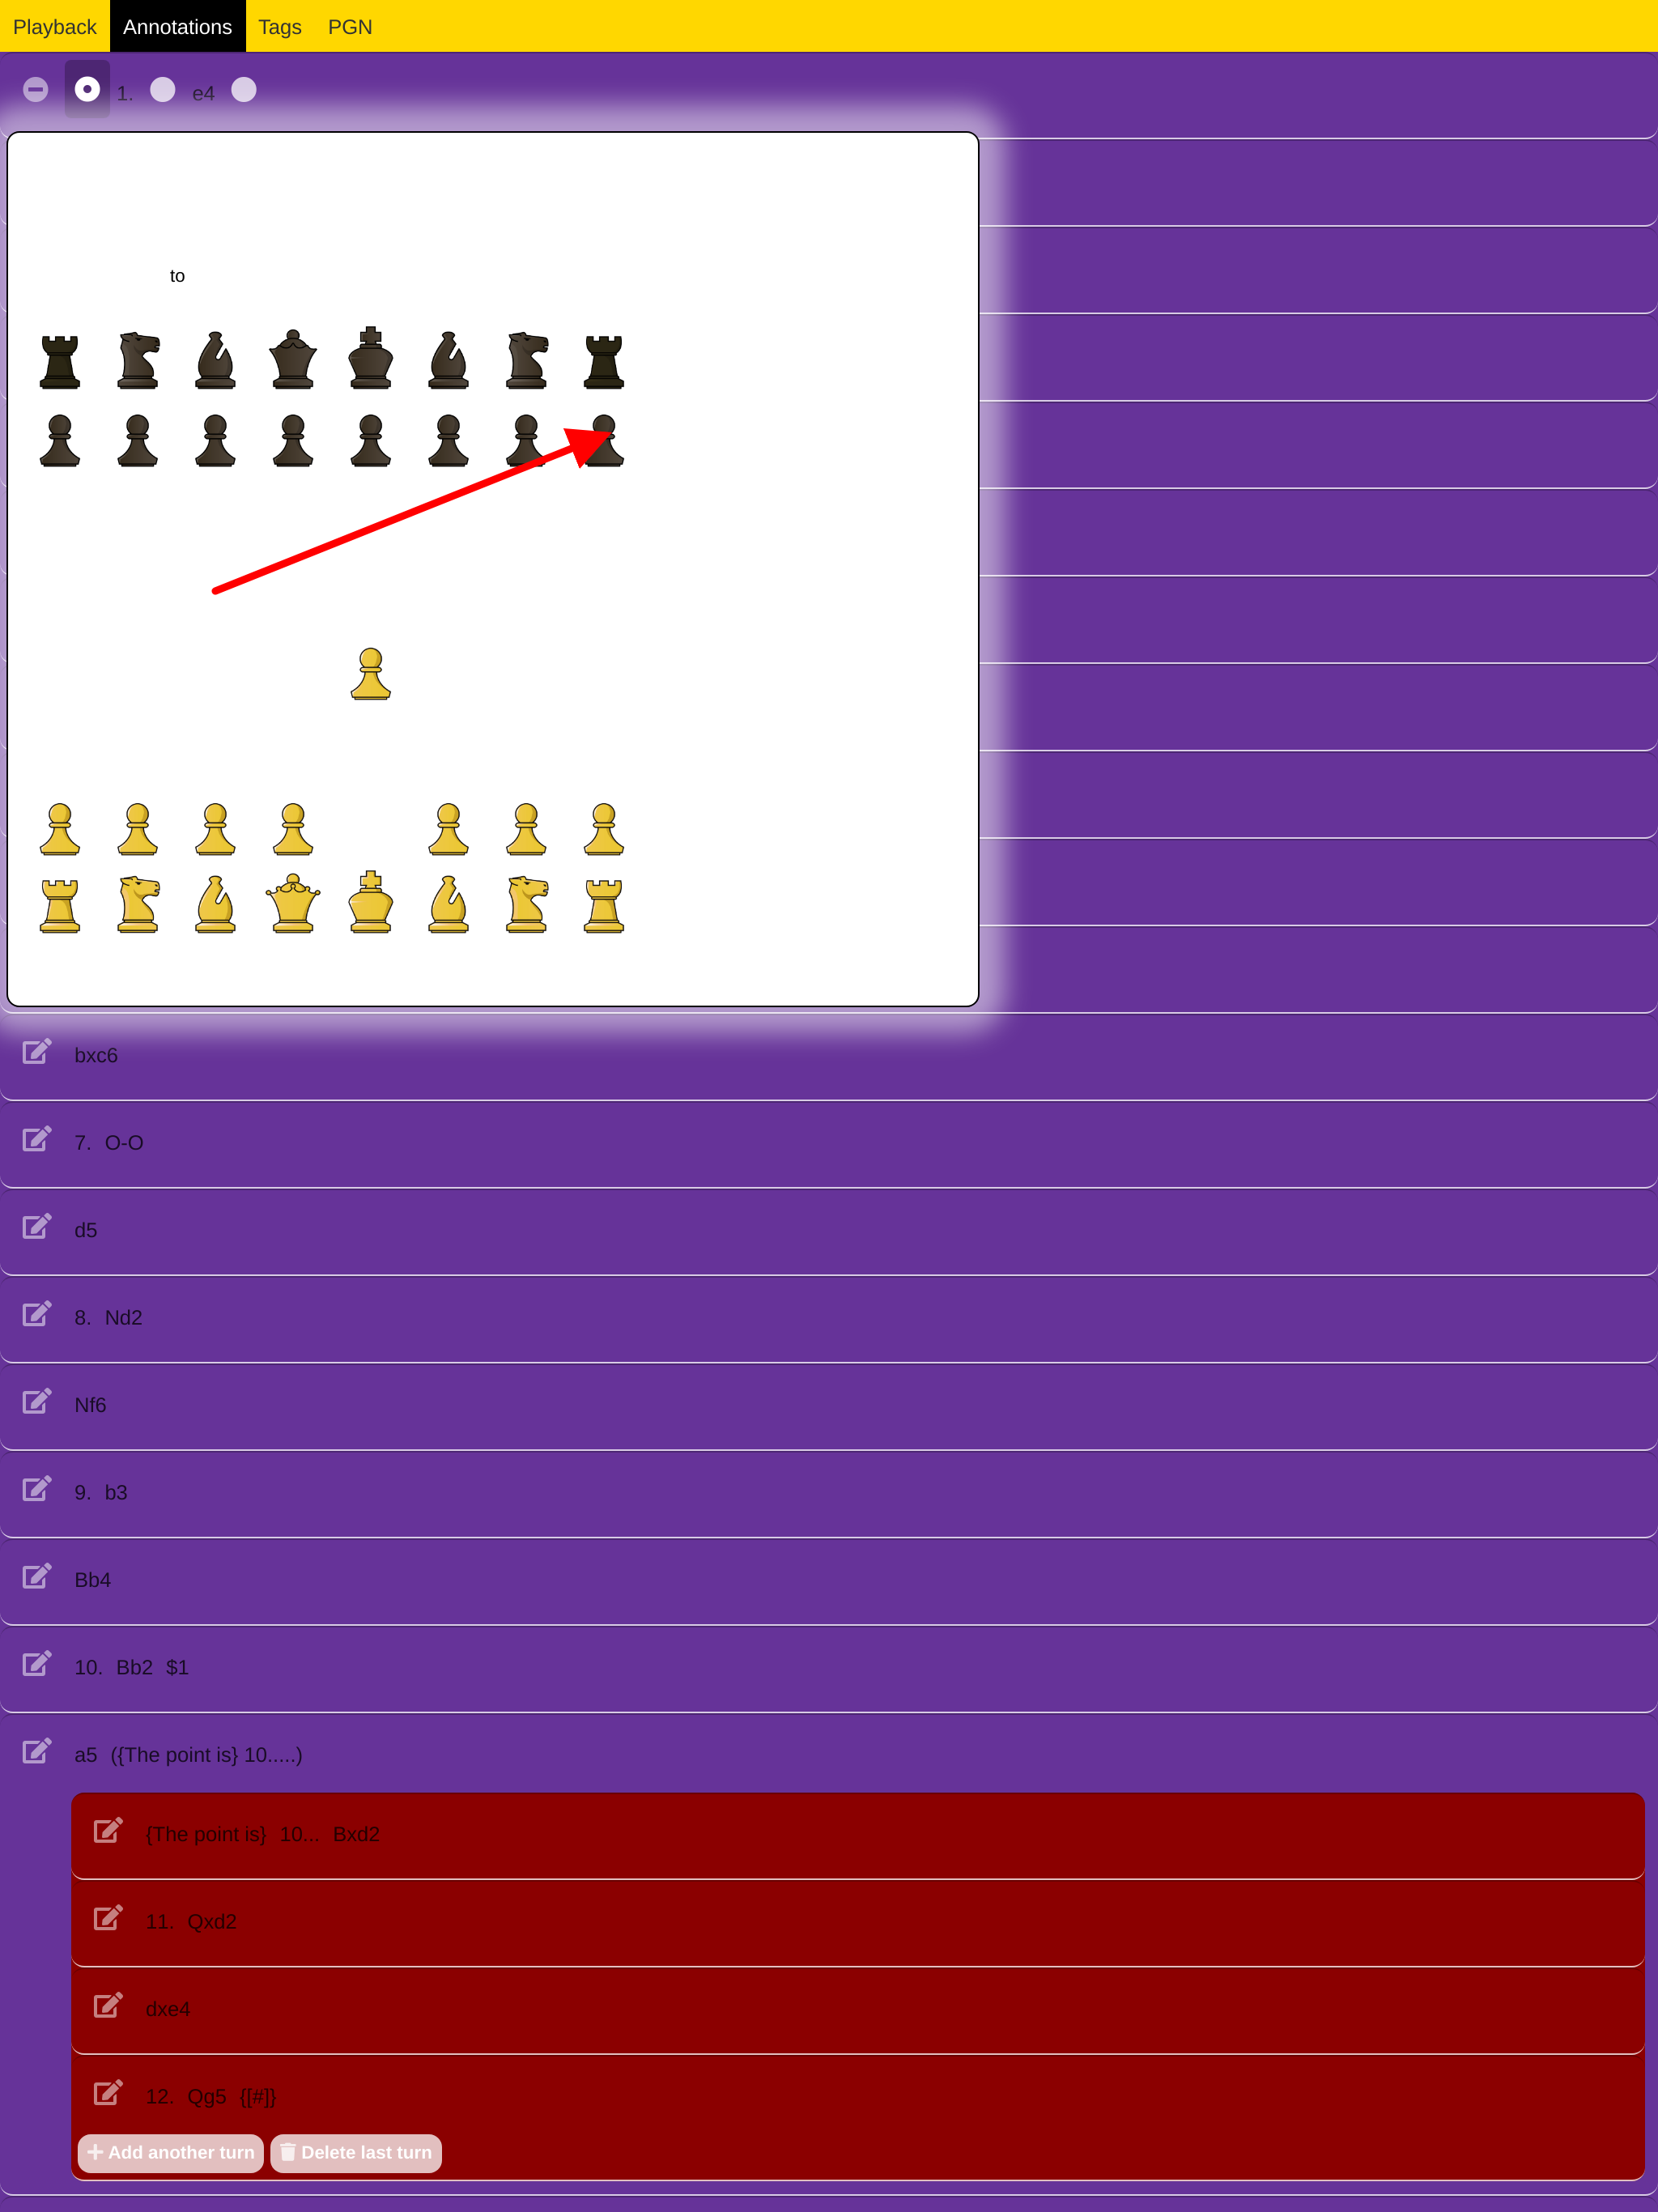 Playback Annotations Tags PGN
1. e4
to
bxc6
7. O-O
d5
8. Nd2
Nf6
9. b3
Bb4
10. Bb2 $1
a5 ({The point is} 10.....)
{The point is} 10... Bxd2
11. Qxd2
dxe4
12. Qg5 {[#]}
Add another turn Delete last turn